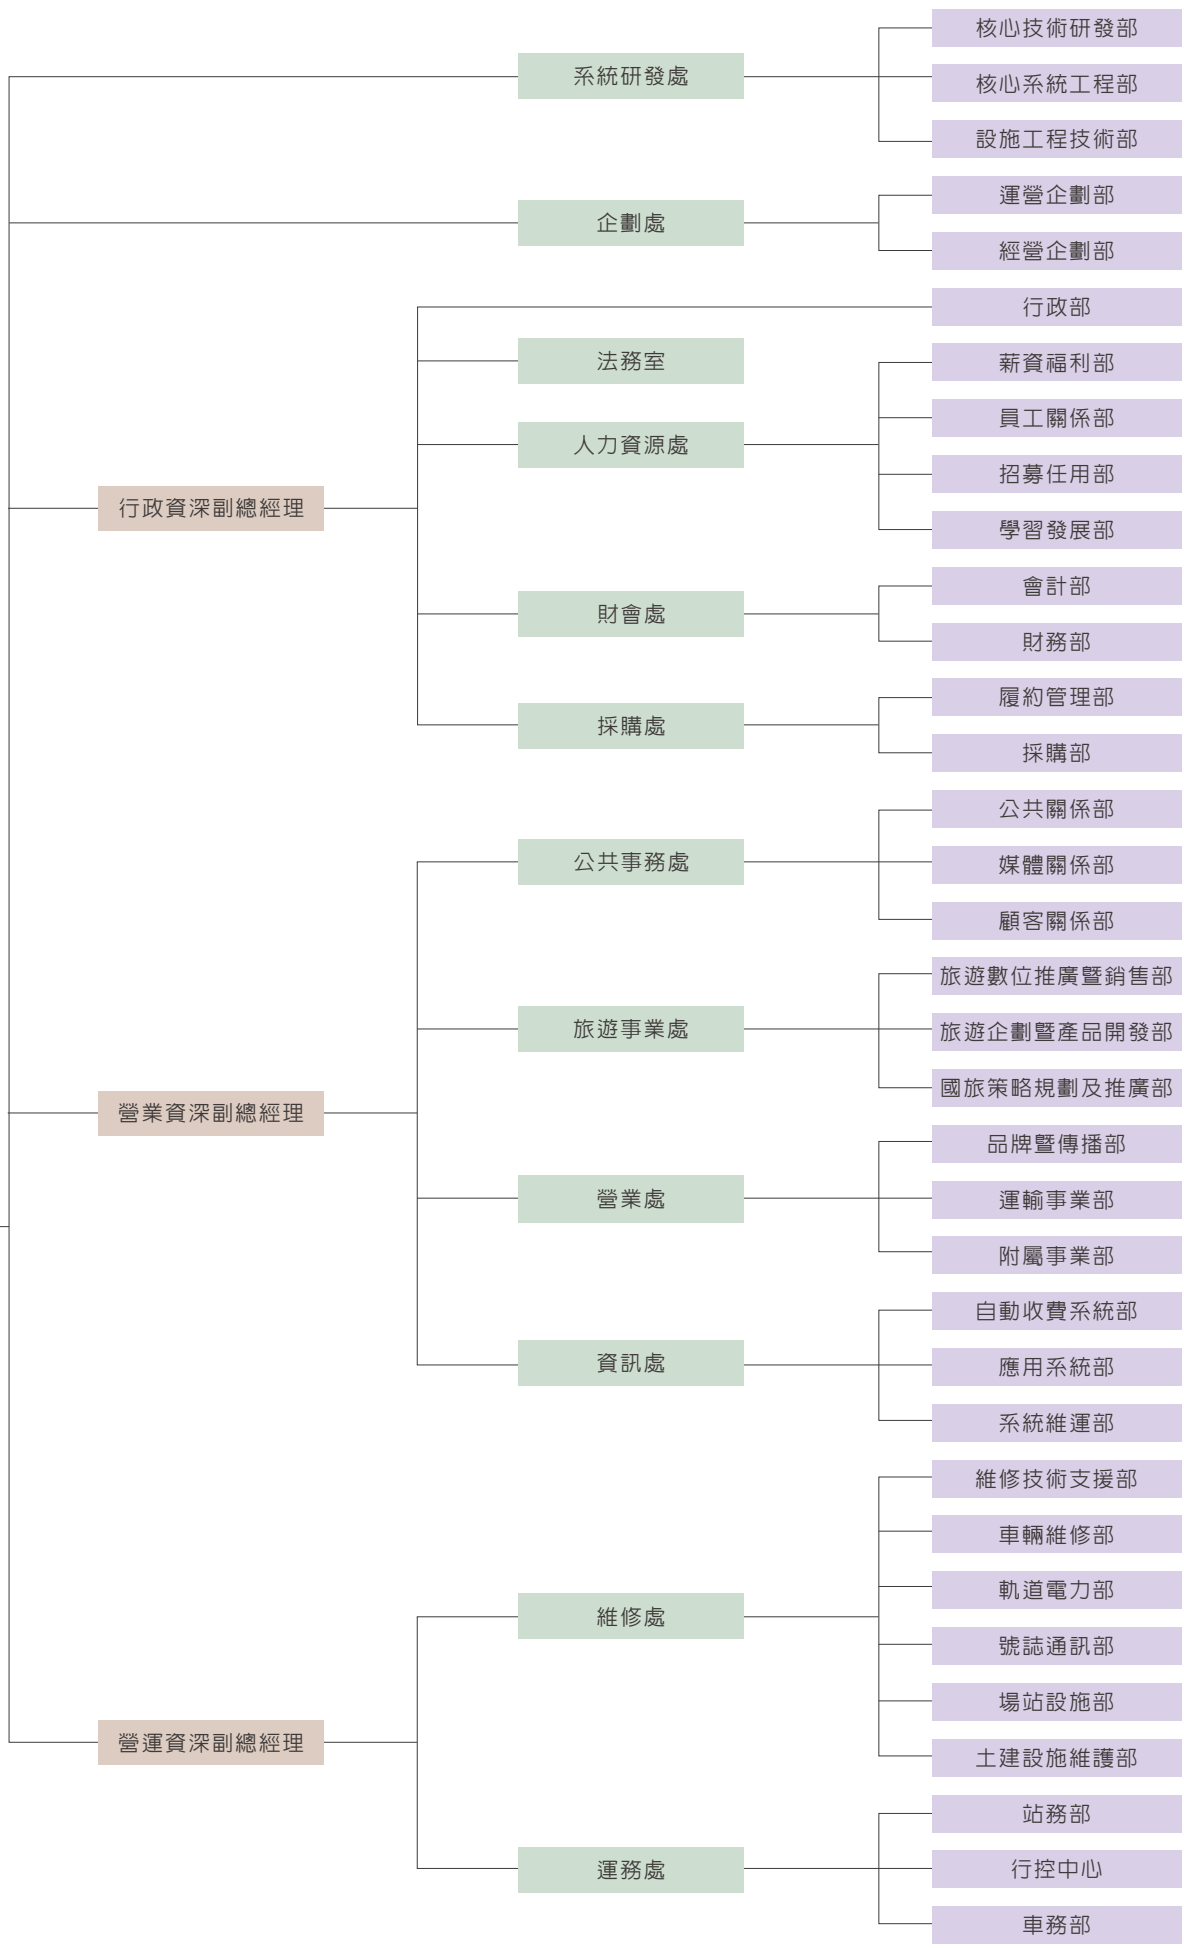 系統研發處
核心技術研發部
核心系統工程部
設施工程技術部
企劃處
運營企劃部
經營企劃部
行政資深副總經理
行政部
法務室
人力資源處
薪資福利部
員工關係部
招募任用部
學習發展部
財會處
會計部
財務部
採購處
履約管理部
採購部
營業資深副總經理
公共事務處
公共關係部
媒體關係部
顧客關係部
旅遊事業處
旅遊數位推廣暨銷售部
旅遊企劃暨產品開發部
國旅策略規劃及推廣部
營業處
品牌暨傳播部
運輸事業部
附屬事業部
資訊處
自動收費系統部
應用系統部
系統維運部
營運資深副總經理
維修處
維修技術支援部
車輛維修部
軌道電力部
號誌通訊部
場站設施部
土建設施維護部
運務處
站務部
行控中心
車務部